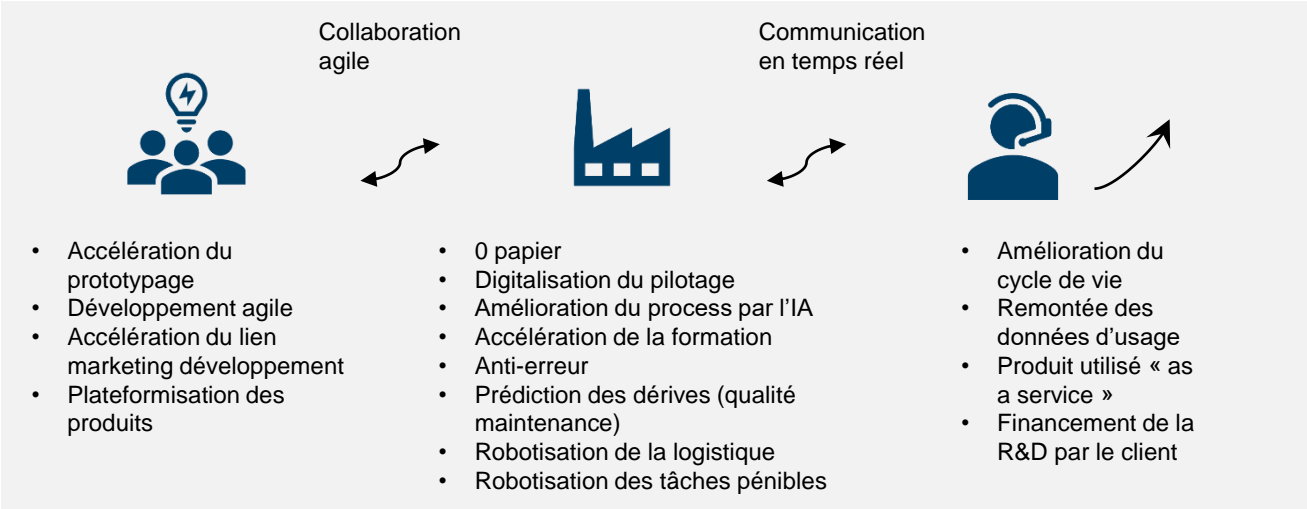 Collaboration
agile
Communication
en temps réel
• Accélération du
prototypage
• Développement agile
• Accélération du lien
marketing développement
• Plateformisation des
produits
• 0 papier
• Digitalisation du pilotage
• Amélioration du process par l’IA
• Accélération de la formation
• Anti-erreur
• Prédiction des dérives (qualité
maintenance)
• Robotisation de la logistique
• Robotisation des tâches pénibles
• Amélioration du
cycle de vie
• Remontée des
données d’usage
• Produit utilisé « as
a service »
• Financement de la
R&D par le client